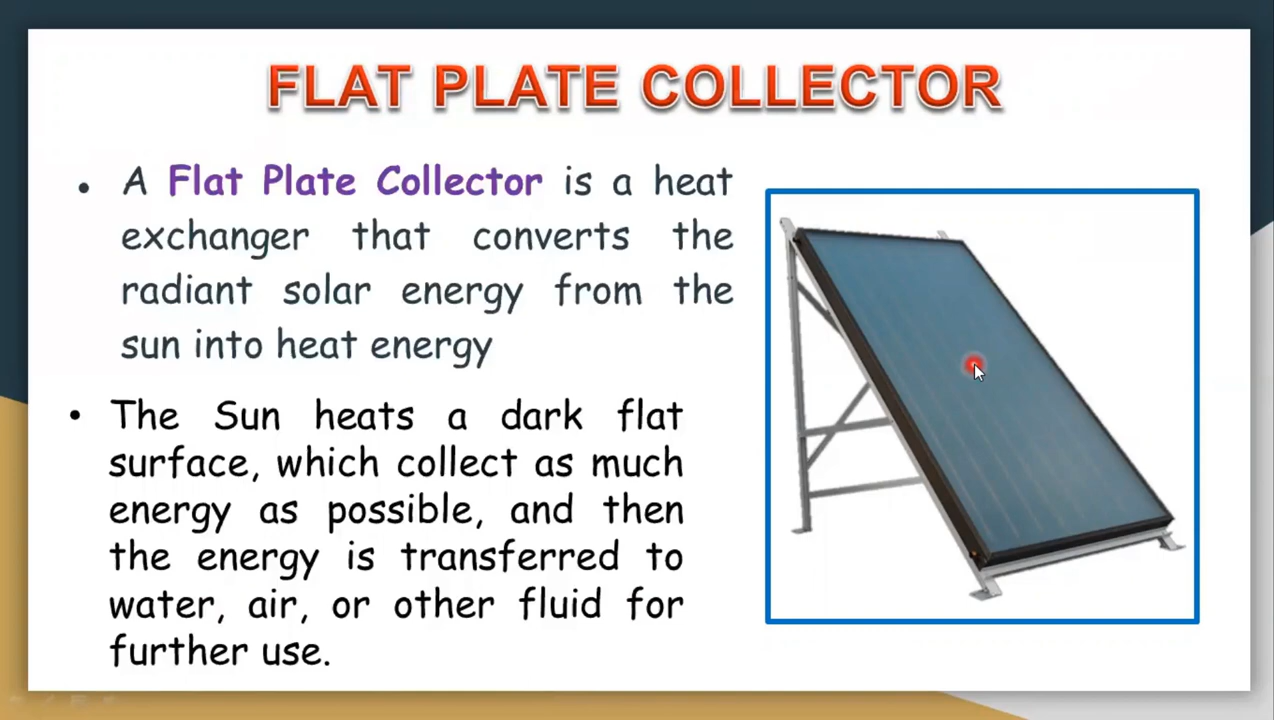 FLAT PLATE COLLECTOR
• A Flat Plate Collector is a heat
exchanger that converts the
radiant solar energy from the
sun into heat energy
• The Sun heats a dark flat
surface, which collect as much
energy as possible, and then
the energy is transferred to
water, air, or other fluid for
further use.